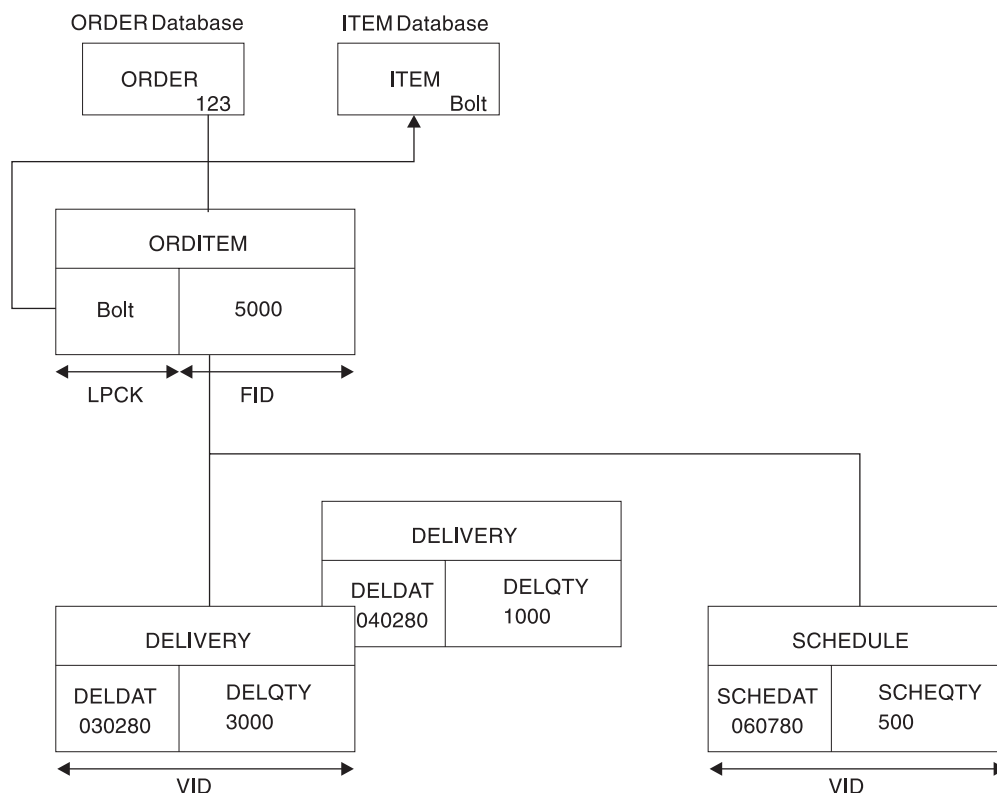 ORDER Database
ITEM Database
ORDER
123
ITEM
Bolt
ORDITEM
Bolt
5000
LPCK
FID
DELIVERY
DELDAT
040280
DELQTY
1000
DELIVERY
DELDAT
030280
DELQTY
3000
VID
SCHEDULE
SCHEDAT
060780
SCHEQTY
500
VID